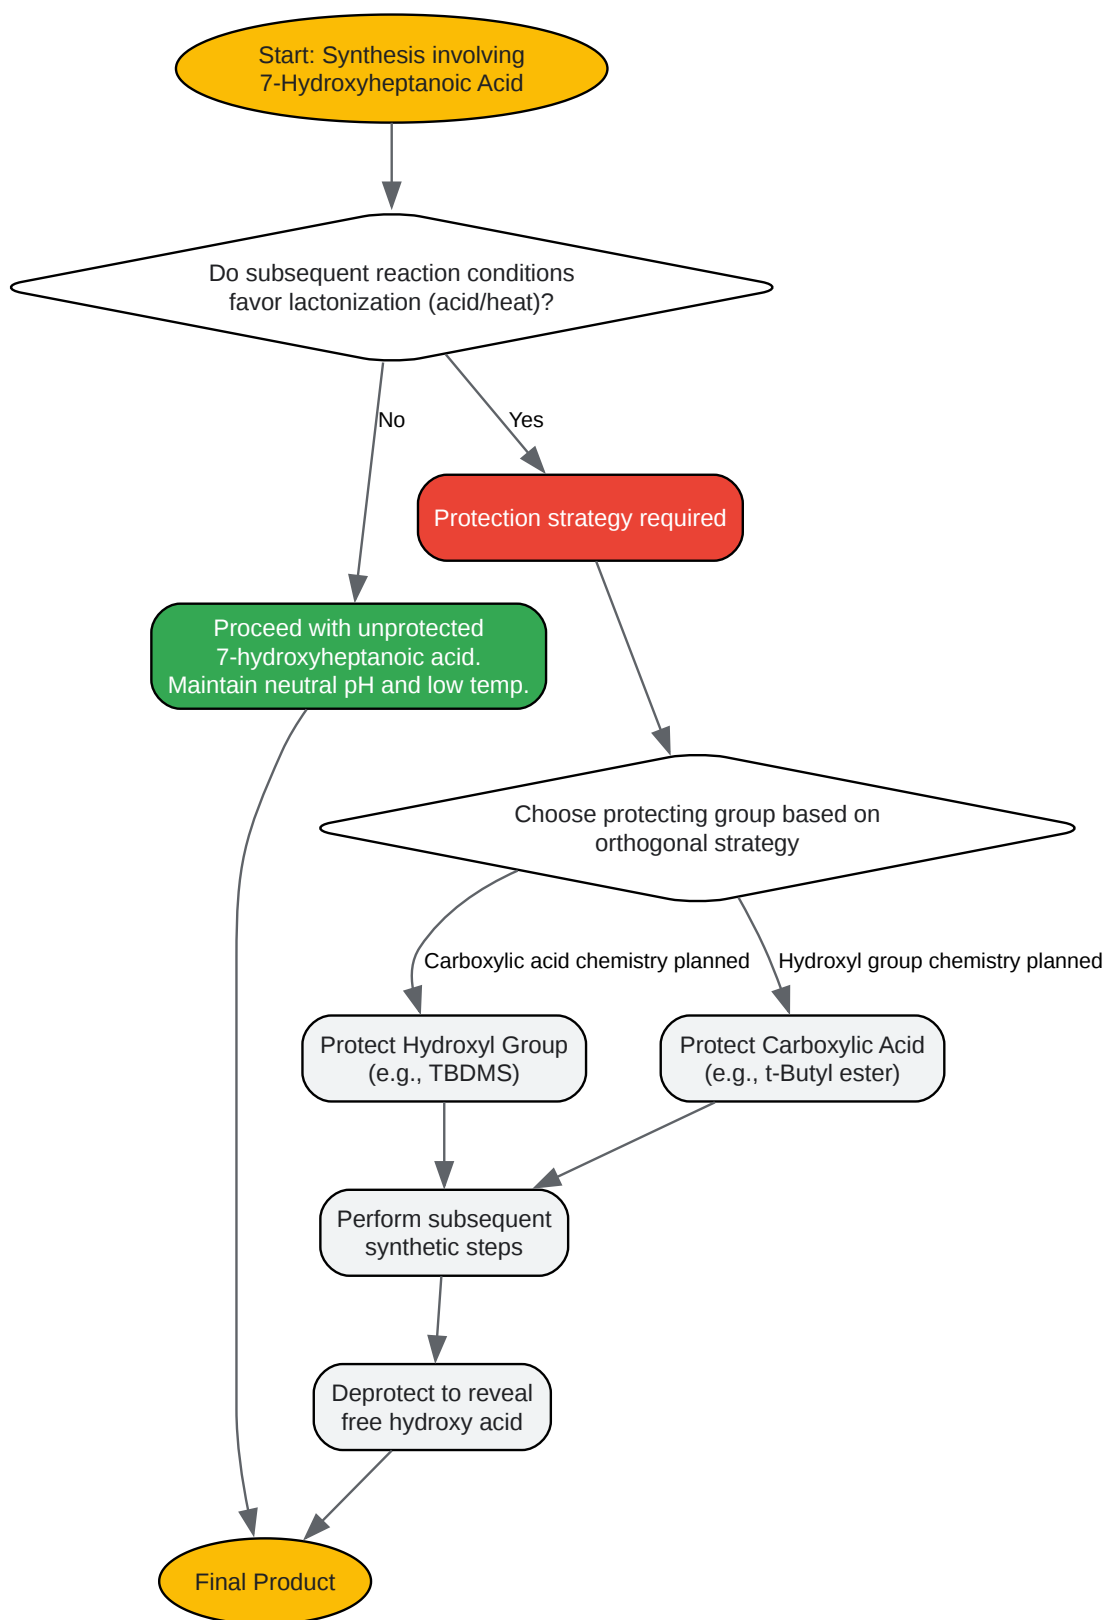 Start: Synthesis involving
7-Hydroxyheptanoic Acid
Do subsequent reaction conditions
favor lactonization (acid/heat)?
No
Yes
Protection strategy required
Proceed with unprotected
7-hydroxyheptanoic acid.
Maintain neutral pH and low temp.
Choose protecting group based on
orthogonal strategy
Carboxylic acid chemistry planned
Hydroxyl group chemistry planned
Protect Hydroxyl Group
(e.g., TBDMS)
Protect Carboxylic Acid
(e.g., t-Butyl ester)
Perform subsequent
synthetic steps
Deprotect to reveal
free hydroxy acid
Final Product